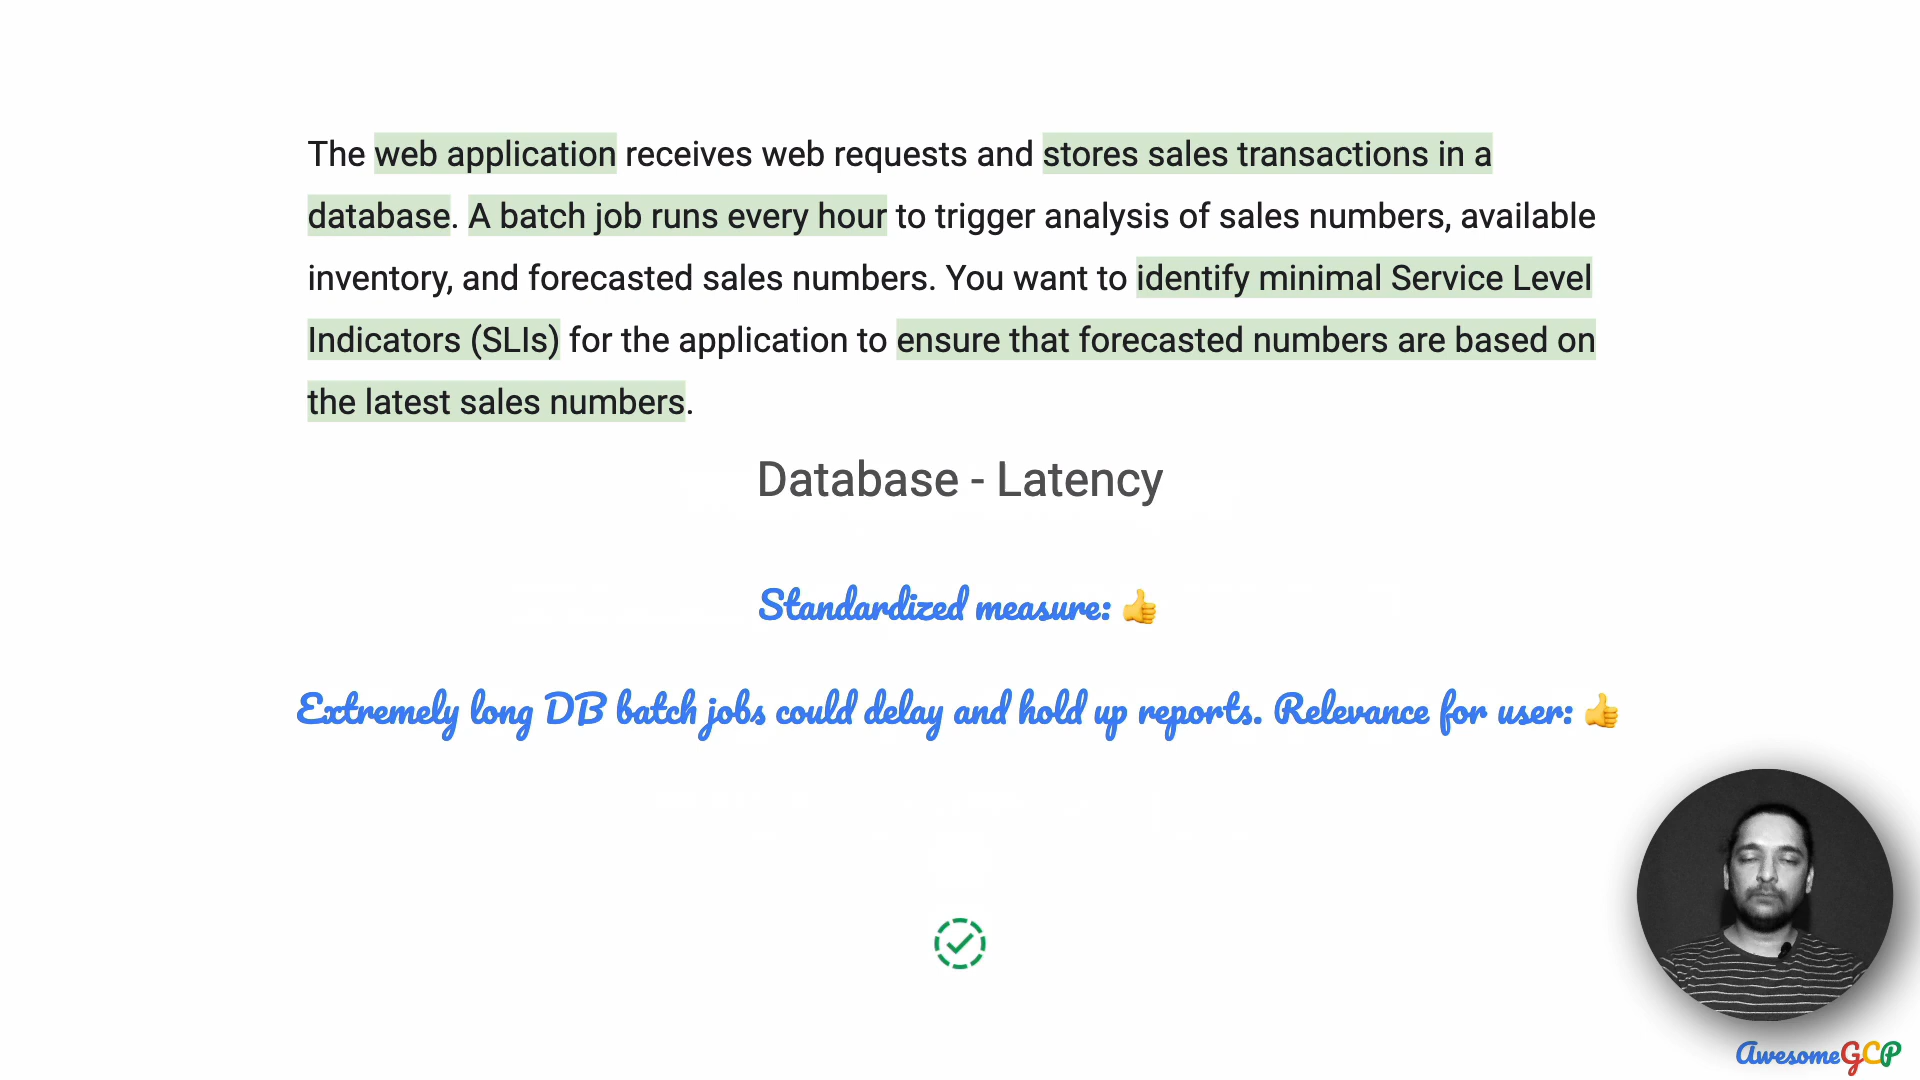 The web application receives web requests and stores sales transactions in a
database. A batch job runs every hour to trigger analysis of sales numbers, available
inventory, and forecasted sales numbers. You want to identify minimal Service Level
Indicators (SLIs) for the application to ensure that forecasted numbers are based on
the latest sales numbers.
Database - Latency
Standardized measure: 👍
Extremely long DB batch jobs could delay and hold up reports. Relevance for user: 👍
AwesomeGCP